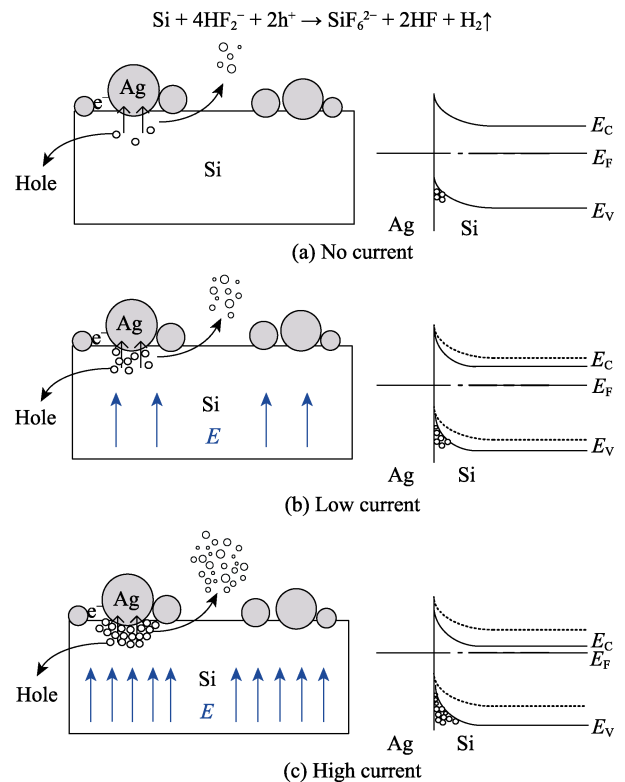 Si + 4HF₂⁻ + 2h⁺ → SiF₆²⁻ + 2HF + H₂↑
Ag
e⁻
Hole
Si
E_C
E_F
E_V
Ag Si
(a) No current
Ag
e⁻
Hole
Si
E
E_C
E_F
E_V
Ag Si
(b) Low current
Ag
e⁻
Hole
Si
E
E_C
E_F
E_V
Ag Si
(c) High current